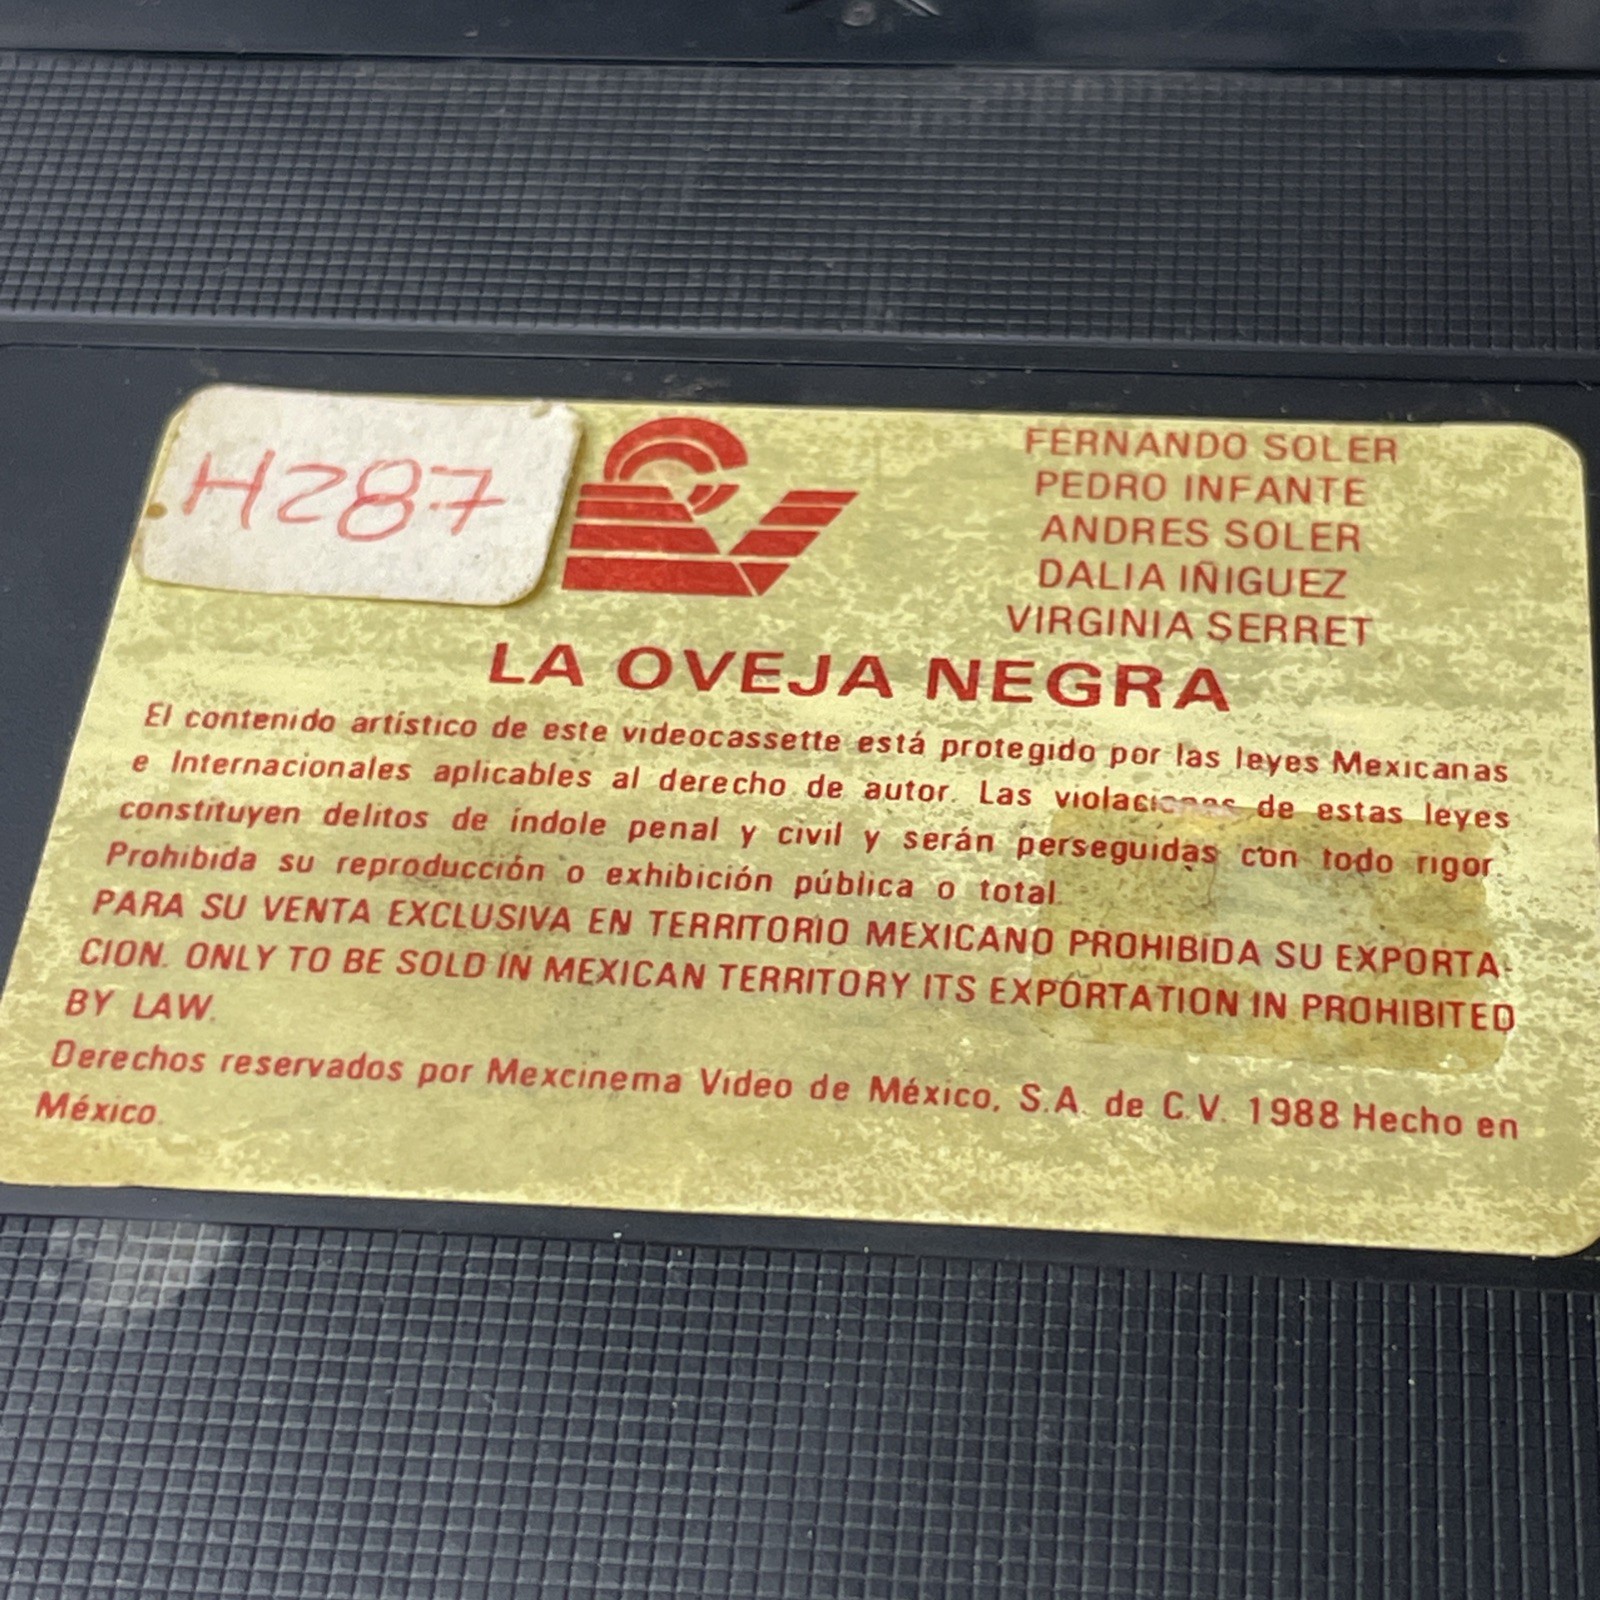 H287
FERNANDO SOLER
PEDRO INFANTE
ANDRES SOLER
DALIA IÑIGUEZ
VIRGINIA SERRET
LA OVEJA NEGRA
El contenido artístico de este videocassette está protegido por las leyes Mexicanas
e Internacionales aplicables al derecho de autor. Las violaciones de estas leyes
constituyen delitos de índole penal y civil y serán perseguidas con todo rigor.
Prohibida su reproducción o exhibición pública o total.
PARA SU VENTA EXCLUSIVA EN TERRITORIO MEXICANO PROHIBIDA SU EXPORTA-
CION. ONLY TO BE SOLD IN MEXICAN TERRITORY ITS EXPORTATION IN PROHIBITED
BY LAW.
Derechos reservados por Mexcinema Video de México, S.A. de C.V. 1988 Hecho en
México.